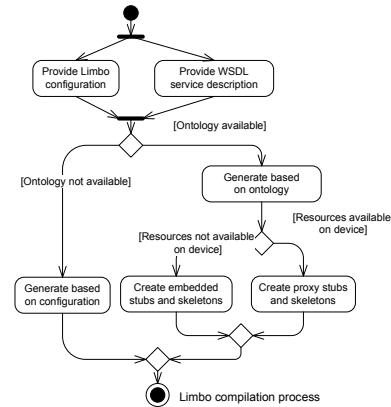 Provide Limbo
configuration
Provide WSDL
service description
[Ontology available]
[Ontology not available]
Generate based
on ontology
[Resources available
on device]
[Resources not available
on device]
Generate based
on configuration
Create embedded
stubs and skeletons
Create proxy stubs
and skeletons
Limbo compilation process